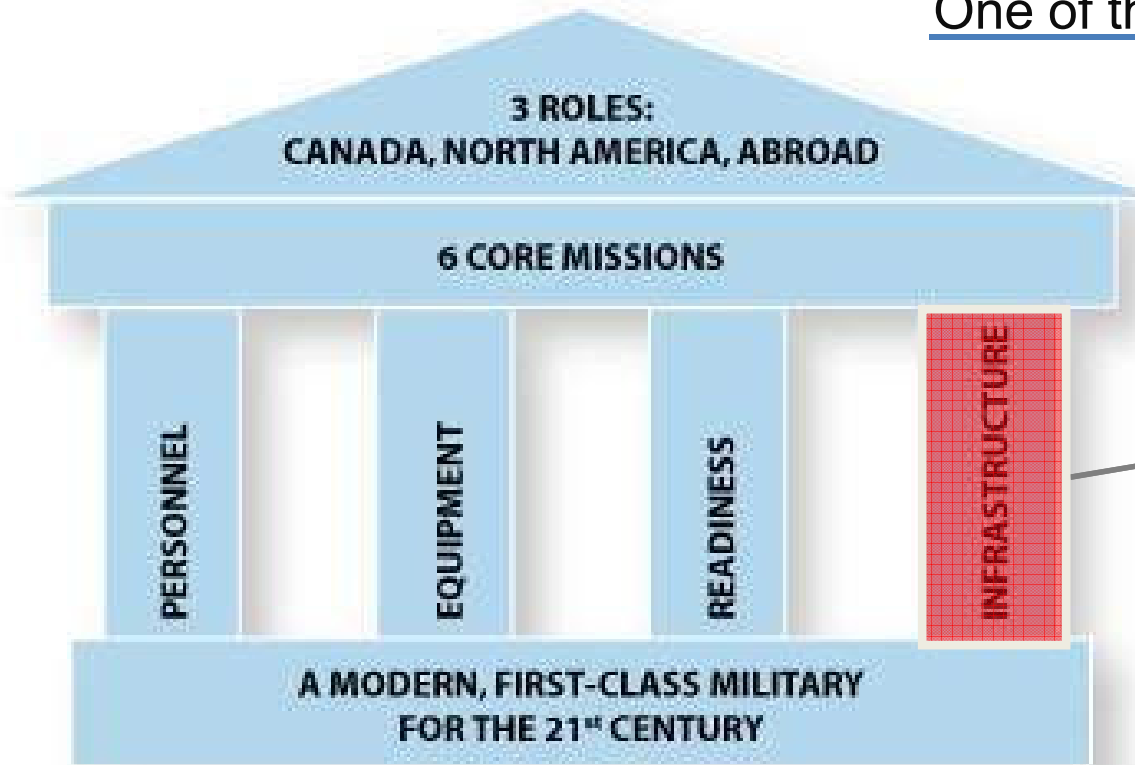 One of th
3 ROLES:
CANADA, NORTH AMERICA, ABROAD
6 CORE MISSIONS
PERSONNEL
EQUIPMENT
READINESS
INFRASTRUCTURE
A MODERN, FIRST-CLASS MILITARY
FOR THE 21st CENTURY